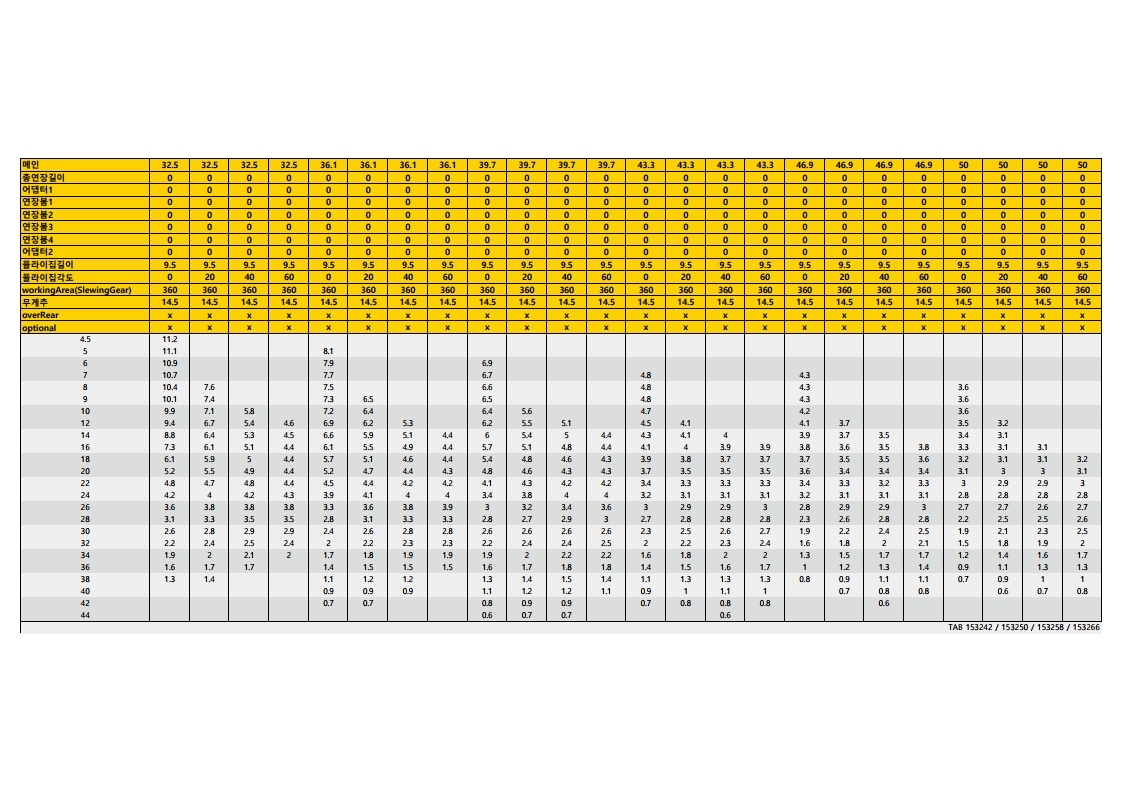 메인 32.5 32.5 32.5 32.5 36.1 36.1 36.1 36.1 39.7 39.7 39.7 39.7 43.3 43.3 43.3 43.3 46.9 46.9 46.9 46.9 50 50 50 50
총연장길이 0 0 0 0 0 0 0 0 0 0 0 0 0 0 0 0 0 0 0 0 0 0 0 0
어댑터1 0 0 0 0 0 0 0 0 0 0 0 0 0 0 0 0 0 0 0 0 0 0 0 0
연장붐1 0 0 0 0 0 0 0 0 0 0 0 0 0 0 0 0 0 0 0 0 0 0 0 0
연장붐2 0 0 0 0 0 0 0 0 0 0 0 0 0 0 0 0 0 0 0 0 0 0 0 0
연장붐3 0 0 0 0 0 0 0 0 0 0 0 0 0 0 0 0 0 0 0 0 0 0 0 0
연장붐4 0 0 0 0 0 0 0 0 0 0 0 0 0 0 0 0 0 0 0 0 0 0 0 0
어댑터2 0 0 0 0 0 0 0 0 0 0 0 0 0 0 0 0 0 0 0 0 0 0 0 0
플라이집길이 9.5 9.5 9.5 9.5 9.5 9.5 9.5 9.5 9.5 9.5 9.5 9.5 9.5 9.5 9.5 9.5 9.5 9.5 9.5 9.5 9.5 9.5 9.5 9.5
플라이집각도 0 20 40 60 0 20 40 60 0 20 40 60 0 20 40 60 0 20 40 60 0 20 40 60
workingArea(SlewingGear) 360 360 360 360 360 360 360 360 360 360 360 360 360 360 360 360 360 360 360 360 360 360 360 360
무게추 14.5 14.5 14.5 14.5 14.5 14.5 14.5 14.5 14.5 14.5 14.5 14.5 14.5 14.5 14.5 14.5 14.5 14.5 14.5 14.5 14.5 14.5 14.5 14.5
overRear x x x x x x x x x x x x x x x x x x x x x x x x
optional x x x x x x x x x x x x x x x x x x x x x x x x
4.5 11.2
5 11.1 8.1
6 10.9 7.9 6.9
7 10.7 7.7 6.7 4.8 4.3
8 10.4 7.6 7.5 6.6 4.8 4.3 3.6
9 10.1 7.4 7.3 6.5 6.5 4.8 4.3 3.6
10 9.9 7.1 5.8 7.2 6.4 6.4 5.6 4.7 4.2 3.6
12 9.4 6.7 5.4 4.6 6.9 6.2 5.3 6.2 5.5 5.1 4.5 4.1 4.1 3.7 3.5 3.2
14 8.8 6.4 5.3 4.5 6.6 5.9 5.1 4.4 6 5.4 5 4.4 4.3 4.1 4 3.9 3.7 3.5 3.4 3.1
16 7.3 6.1 5.1 4.4 6.1 5.5 4.9 4.4 5.7 5.1 4.8 4.4 4.1 4 3.9 3.9 3.8 3.6 3.5 3.8 3.3 3.1 3.1
18 6.1 5.9 5 4.4 5.7 5.1 4.6 4.3 5.4 4.8 4.6 4.3 3.9 3.8 3.7 3.7 3.7 3.5 3.5 3.6 3.2 3.1 3.1 3.2
20 5.2 5.5 4.9 4.4 5.2 4.7 4.4 4.3 4.8 4.6 4.3 4.3 3.7 3.5 3.5 3.5 3.6 3.4 3.4 3.4 3.1 3 3 3.1
22 4.8 4.7 4.8 4.4 4.5 4.4 4.2 4.2 4.1 4.3 4.2 4.2 3.4 3.3 3.3 3.3 3.4 3.3 3.2 3.3 3 2.9 2.9 3
24 4.2 4 4.2 4.3 3.9 4.1 4 4 3.4 3.8 4 4 3.2 3.1 3.1 3.1 3.2 3.1 3.1 3.1 2.8 2.8 2.8 2.8
26 3.6 3.8 3.8 3.8 3.3 3.6 3.8 3.9 3 3.2 3.4 3.6 3 2.9 2.9 3 2.8 2.9 2.9 3 2.7 2.7 2.6 2.7
28 3.1 3.3 3.5 3.5 2.8 3.1 3.3 3.3 2.8 2.7 2.9 3 2.7 2.8 2.8 2.8 2.3 2.6 2.8 2.8 2.2 2.5 2.5 2.6
30 2.6 2.8 2.9 2.9 2.4 2.6 2.8 2.8 2.6 2.5 2.6 2.6 2.3 2.5 2.6 2.7 1.9 2.2 2.4 2.5 1.9 2.1 2.3 2.5
32 2.2 2.4 2.5 2.4 2 2.2 2.3 2.3 2.2 2.4 2.4 2.5 2 2.2 2.3 2.4 1.6 1.8 2 2.1 1.5 1.8 1.9 2
34 1.9 2 2.1 2 1.7 1.8 1.9 1.9 1.9 2 2.2 2.2 1.6 1.8 2 2 1.3 1.5 1.7 1.7 1.2 1.4 1.6 1.7
36 1.6 1.7 1.7 1.4 1.5 1.5 1.5 1.6 1.7 1.8 1.8 1.4 1.5 1.6 1.7 1 1.2 1.3 1.4 0.9 1.1 1.3 1.3
38 1.3 1.4 1.1 1.2 1.2 1.3 1.4 1.5 1.4 1.1 1.3 1.3 1.3 0.8 0.9 1.1 1.1 0.7 0.9 1 1
40 0.9 0.9 0.9 1.1 1.2 1.2 1.1 0.9 1 1.1 1 0.7 0.8 0.8 0.6 0.7 0.8
42 0.7 0.7 0.8 0.9 0.9 0.7 0.8 0.8 0.8 0.6
44 0.6 0.7 0.7 0.6
TAB 153242 / 153250 / 153258 / 153266